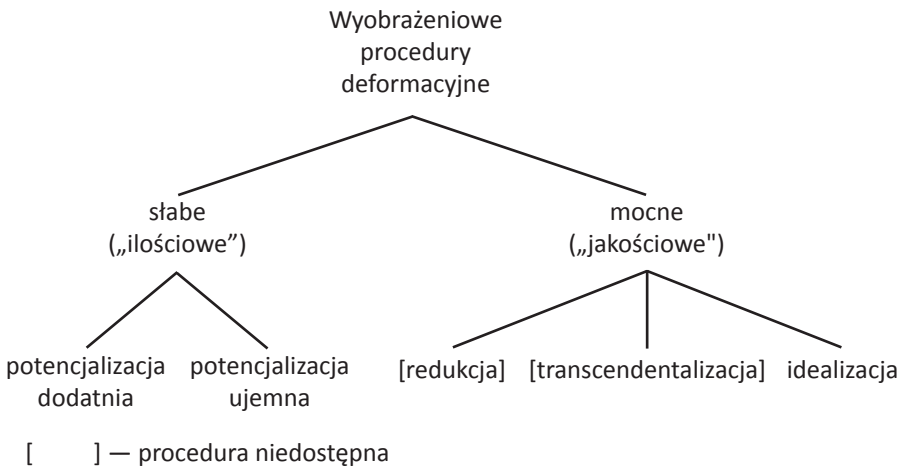 Wyobrażeniowe
procedury
deformacyjne
słabe
(„ilościowe”)
mocne
(„jakościowe")
potencjalizacja
dodatnia
potencjalizacja
ujemna
[redukcja]
[transcendentalizacja]
idealizacja
[ ] — procedura niedostępna